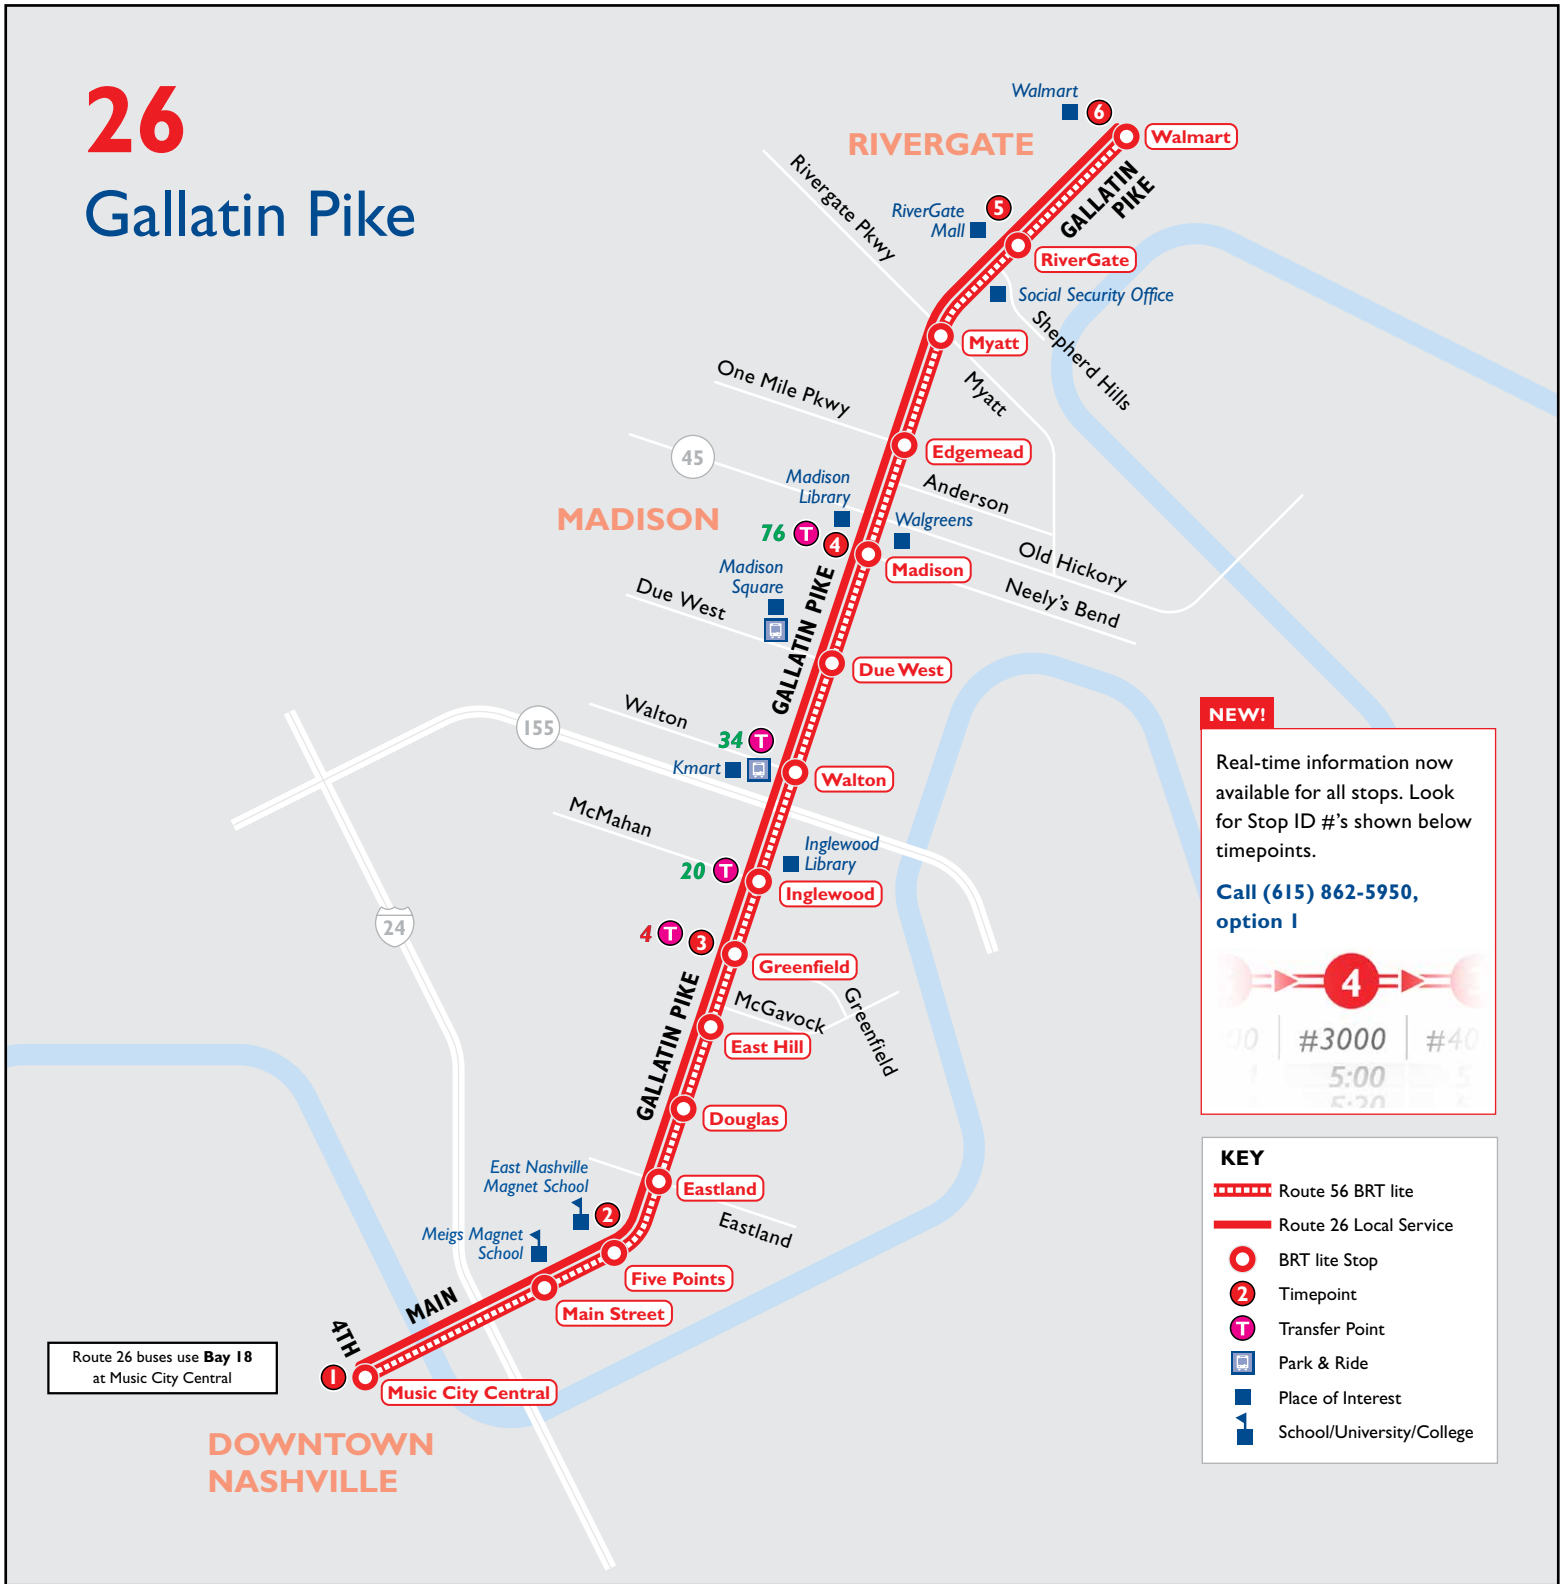 26
Gallatin Pike
Walmart
6
Walmart
RIVERGATE
GALLATIN
PIKE
Rivergate Pkwy
RiverGate
Mall
5
RiverGate
Social Security Office
Shepherd Hills
Myatt
Myatt
One Mile Pkwy
Edgemead
45
Anderson
Madison
Library
Walgreens
MADISON
76
T
4
Madison
Old Hickory
Neely's Bend
Madison
Square
Due West
GALLATIN PIKE
Due West
Walton
155
34
T
Kmart
Walton
McMahan
Inglewood
Library
20
T
Inglewood
24
4
T
3
Greenfield
McGavock
Greenfield
GALLATIN PIKE
East Hill
Douglas
East Nashville
Magnet School
2
Eastland
Eastland
Meigs Magnet
School
Five Points
Main Street
MAIN
4TH
Route 26 buses use Bay 18
at Music City Central
1
Music City Central
DOWNTOWN
NASHVILLE
NEW!
Real-time information now
available for all stops. Look
for Stop ID #'s shown below
timepoints.
Call (615) 862-5950,
option 1
4
#3000
#40
5:00
5:20
KEY
Route 56 BRT lite
Route 26 Local Service
BRT lite Stop
2
Timepoint
T
Transfer Point
Park & Ride
Place of Interest
School/University/College